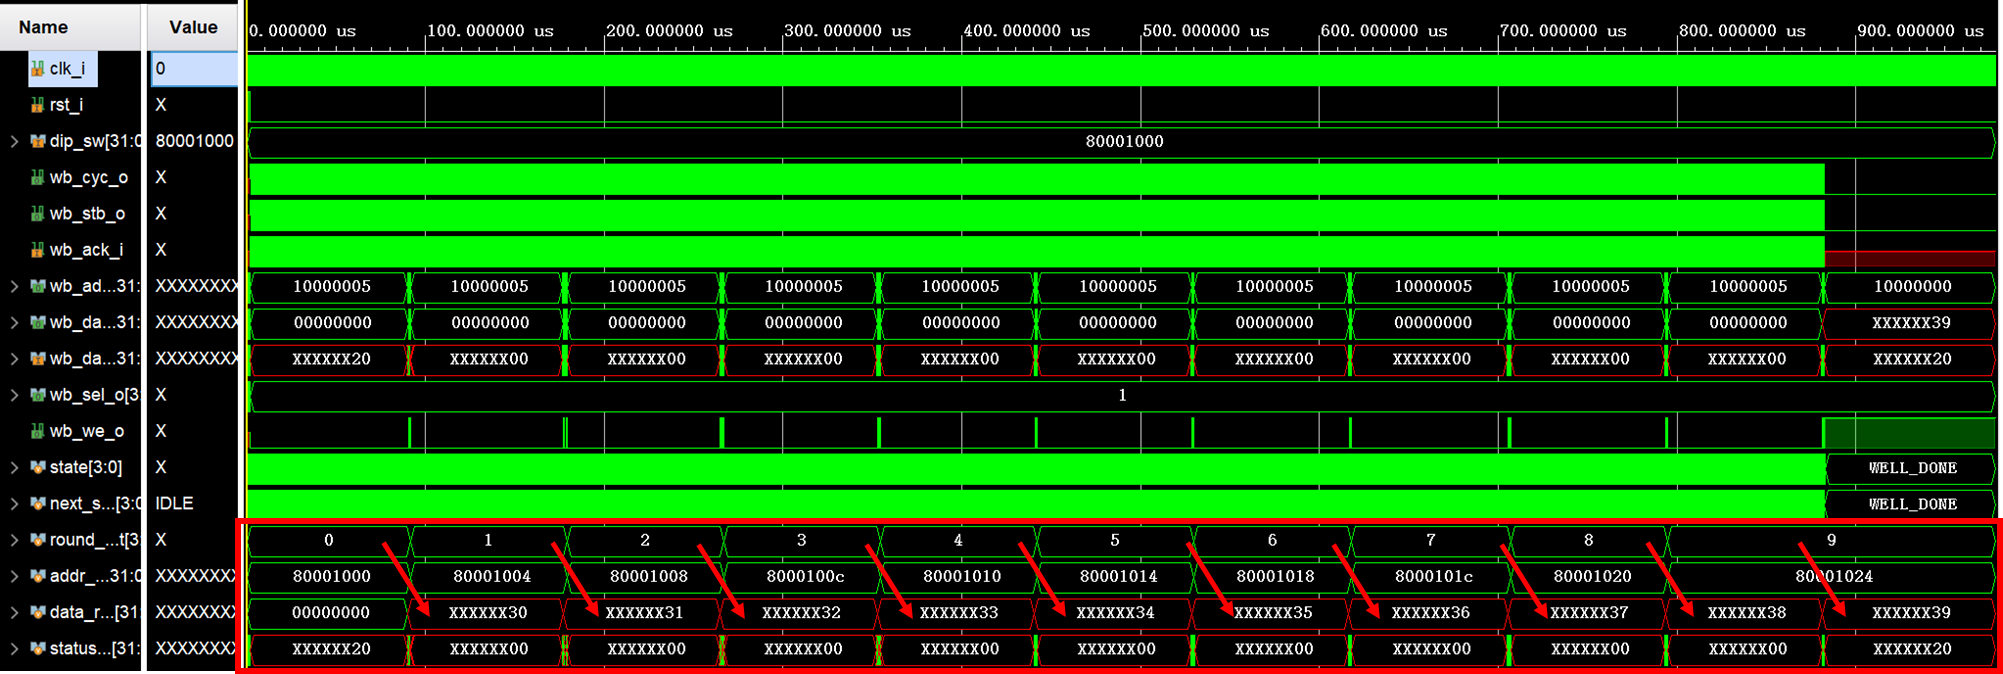 Name Value 0.000000 us 100.000000 us 200.000000 us 300.000000 us 400.000000 us 500.000000 us 600.000000 us 700.000000 us 800.000000 us 900.000000 us
clk_i 0
rst_i X
dip_sw[31:0 80001000 80001000
wb_cyc_o X
wb_stb_o X
wb_ack_i X
wb_ad...31: XXXXXXXX 10000005 10000005 10000005 10000005 10000005 10000005 10000005 10000005 10000005 10000005 10000000
wb_da...31: XXXXXXXX 00000000 00000000 00000000 00000000 00000000 00000000 00000000 00000000 00000000 00000000 XXXXXX39
wb_da...31: XXXXXXXX XXXXXX20 XXXXXX00 XXXXXX00 XXXXXX00 XXXXXX00 XXXXXX00 XXXXXX00 XXXXXX00 XXXXXX00 XXXXXX00 XXXXXX20
wb_sel_o[3: X 1
wb_we_o X
state[3:0] X WELL_DONE
next_s...[3:0 IDLE WELL_DONE
round_...t[3: X 0 1 2 3 4 5 6 7 8 9
addr_...31:0 XXXXXXXX 80001000 80001004 80001008 8000100c 80001010 80001014 80001018 8000101c 80001020 80001024
data_r...[31: XXXXXXXX 00000000 XXXXXX30 XXXXXX31 XXXXXX32 XXXXXX33 XXXXXX34 XXXXXX35 XXXXXX36 XXXXXX37 XXXXXX38 XXXXXX39
status...[31: XXXXXXXX XXXXXX20 XXXXXX00 XXXXXX00 XXXXXX00 XXXXXX00 XXXXXX00 XXXXXX00 XXXXXX00 XXXXXX00 XXXXXX00 XXXXXX20